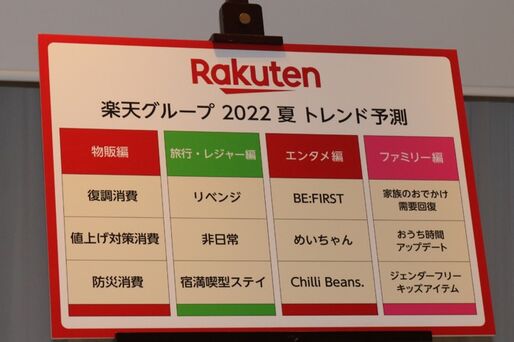 Rakuten
楽天グループ 2022 夏 トレンド予測
物販編 旅行・レジャー編 エンタメ編 ファミリー編
復調消費 リベンジ BE:FIRST 家族のおでかけ
需要回復
値上げ対策消費 非日常 めいちゃん おうち時間
アップデート
防災消費 宿満喫型ステイ Chilli Beans. ジェンダーフリー
キッズアイテム